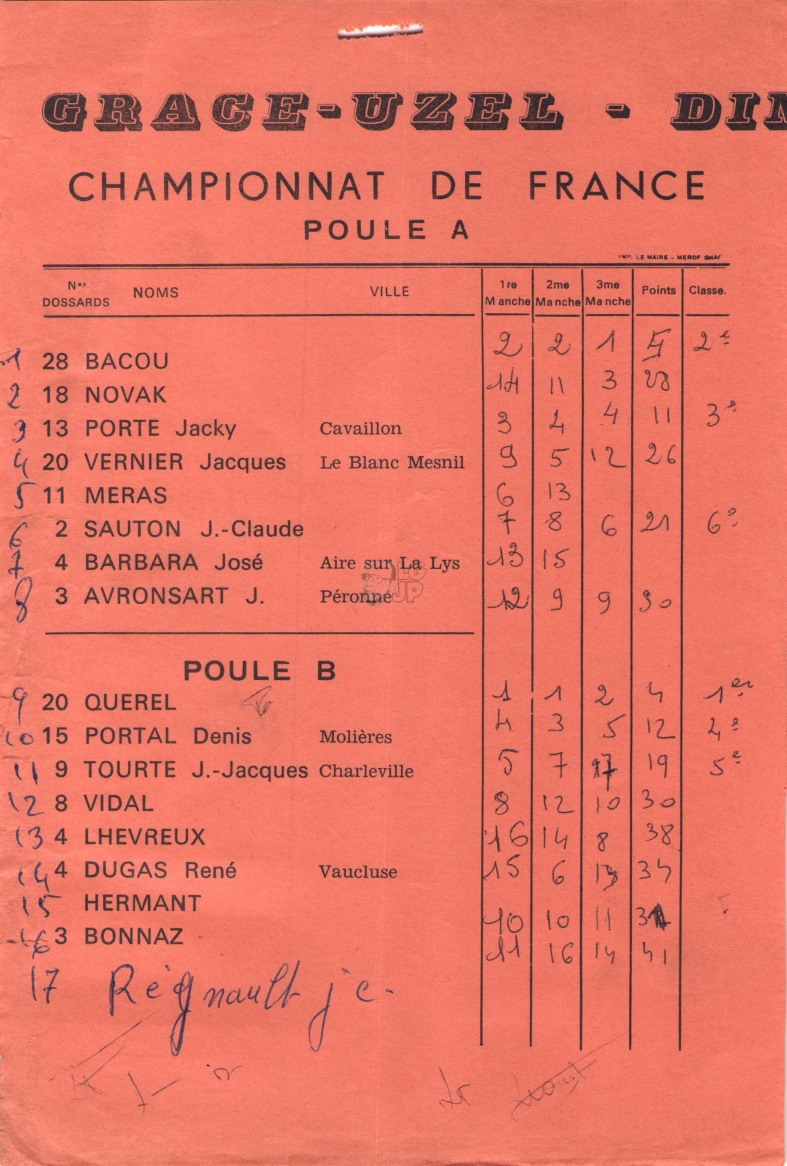 GRACE-UZEL - DIM
CHAMPIONNAT DE FRANCE
POULE A
IMP. LE MAIRE - MERDRIGNAC
Nos DOSSARDS NOMS VILLE 1re Manche 2me Manche 3me Manche Points Classe.
1 28 BACOU 2 2 1 5 2e
2 18 NOVAK 14 11 3 28
3 13 PORTE Jacky Cavaillon 3 4 4 11 3e
4 20 VERNIER Jacques Le Blanc Mesnil 9 5 12 26
5 11 MERAS 6 13
6 2 SAUTON J.-Claude 7 8 6 21 6e
7 4 BARBARA José Aire sur La Lys 13 15
8 3 AVRONSART J. Péronne 12 9 9 30
POULE B
9 20 QUEREL 1 1 2 4 1er
10 15 PORTAL Denis Molières 4 3 5 12 4e
11 9 TOURTE J.-Jacques Charleville 5 7 7 19 5e
12 8 VIDAL 8 12 10 30
13 4 LHEVREUX 16 14 8 38
14 4 DUGAS René Vaucluse 15 6 13 34
15 HERMANT 10 10 11 31
16 3 BONNAZ 11 16 14 41
17 Régnault j c.